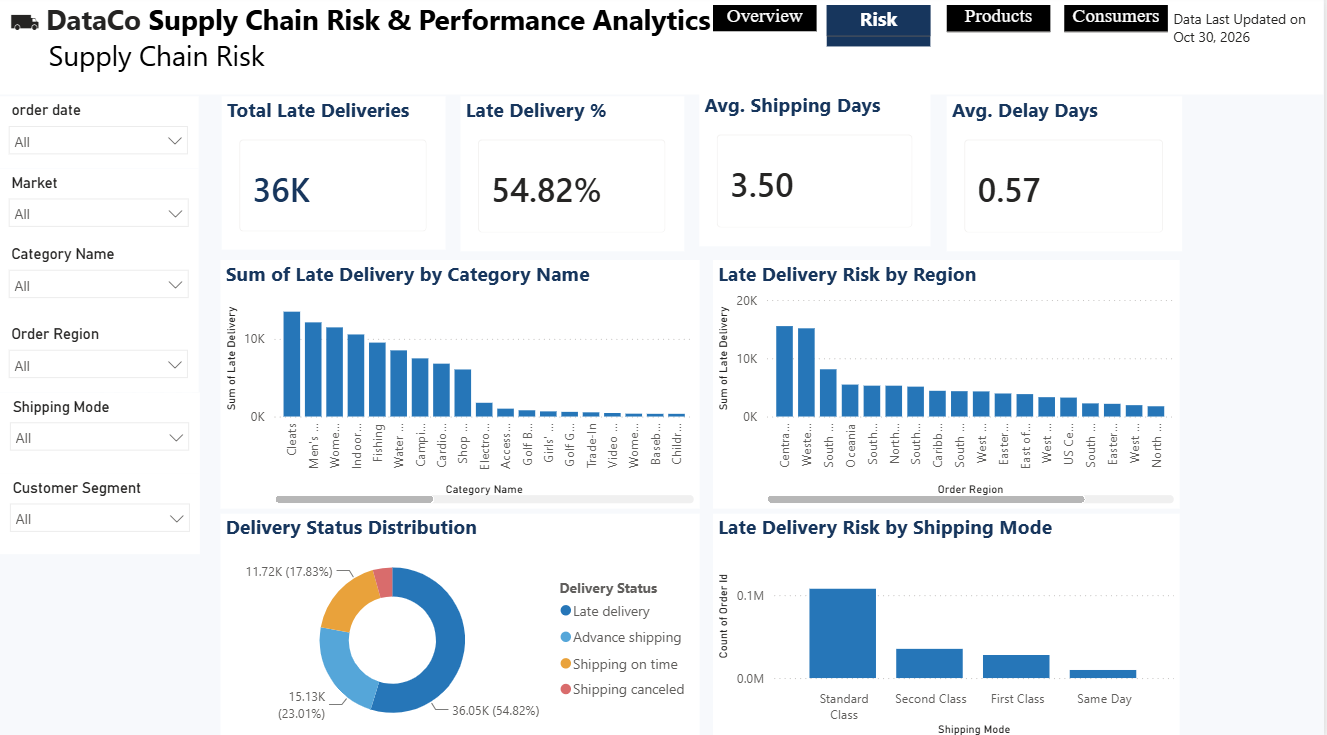 DataCo Supply Chain Risk & Performance Analytics
Supply Chain Risk
Overview
Risk
Products
Consumers
Data Last Updated on
Oct 30, 2026
order date
All
Market
All
Category Name
All
Order Region
All
Shipping Mode
All
Customer Segment
All
Total Late Deliveries
36K
Late Delivery %
54.82%
Avg. Shipping Days
3.50
Avg. Delay Days
0.57
Sum of Late Delivery by Category Name
Sum of Late Delivery
10K
0K
Cleats
Men's ...
Wome...
Indoor...
Fishing
Water ...
Campi...
Cardio...
Shop ...
Electro...
Access...
Golf B...
Girls' ...
Golf G...
Trade-In
Video ...
Wome...
Baseb...
Childr...
Category Name
Late Delivery Risk by Region
Sum of Late Delivery
20K
10K
0K
Centra...
Weste...
South ...
Oceania
South...
North...
South...
Caribb...
South ...
West ...
Easter...
East of...
West ...
US Ce...
South ...
Easter...
West ...
North ...
Order Region
Delivery Status Distribution
11.72K (17.83%)
15.13K
(23.01%)
36.05K (54.82%)
Delivery Status
Late delivery
Advance shipping
Shipping on time
Shipping canceled
Late Delivery Risk by Shipping Mode
Count of Order Id
0.1M
0.0M
Standard
Class
Second Class
First Class
Same Day
Shipping Mode